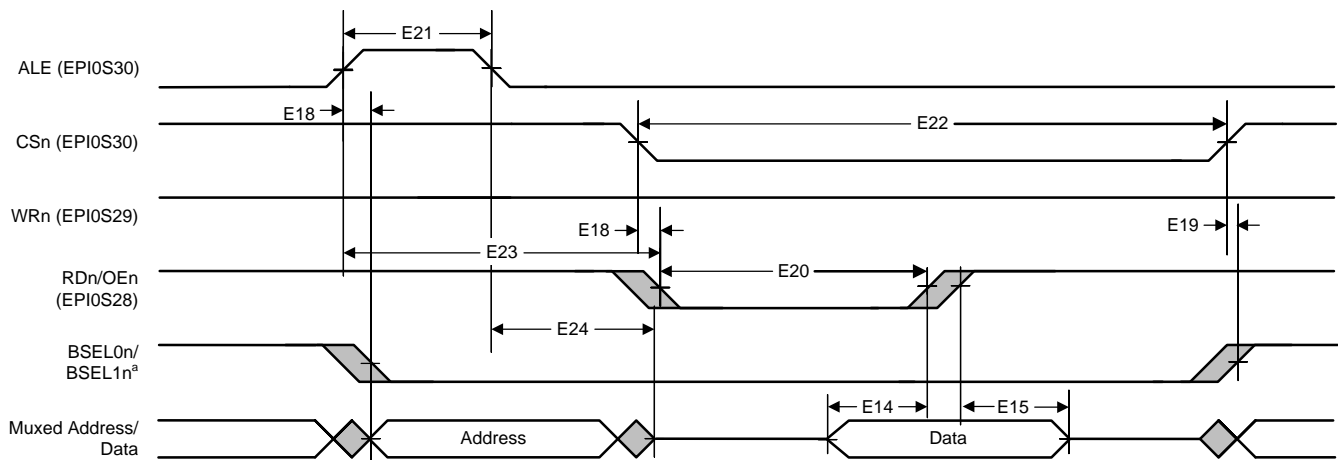 E21
ALE (EPI0S30)
E18
E22
CSn (EPI0S30)
WRn (EPI0S29)
E18
E19
E23
E20
RDn/OEn
(EPI0S28)
E24
BSEL0n/
BSEL1nᵃ
E14
E15
Muxed Address/
Data
Address
Data